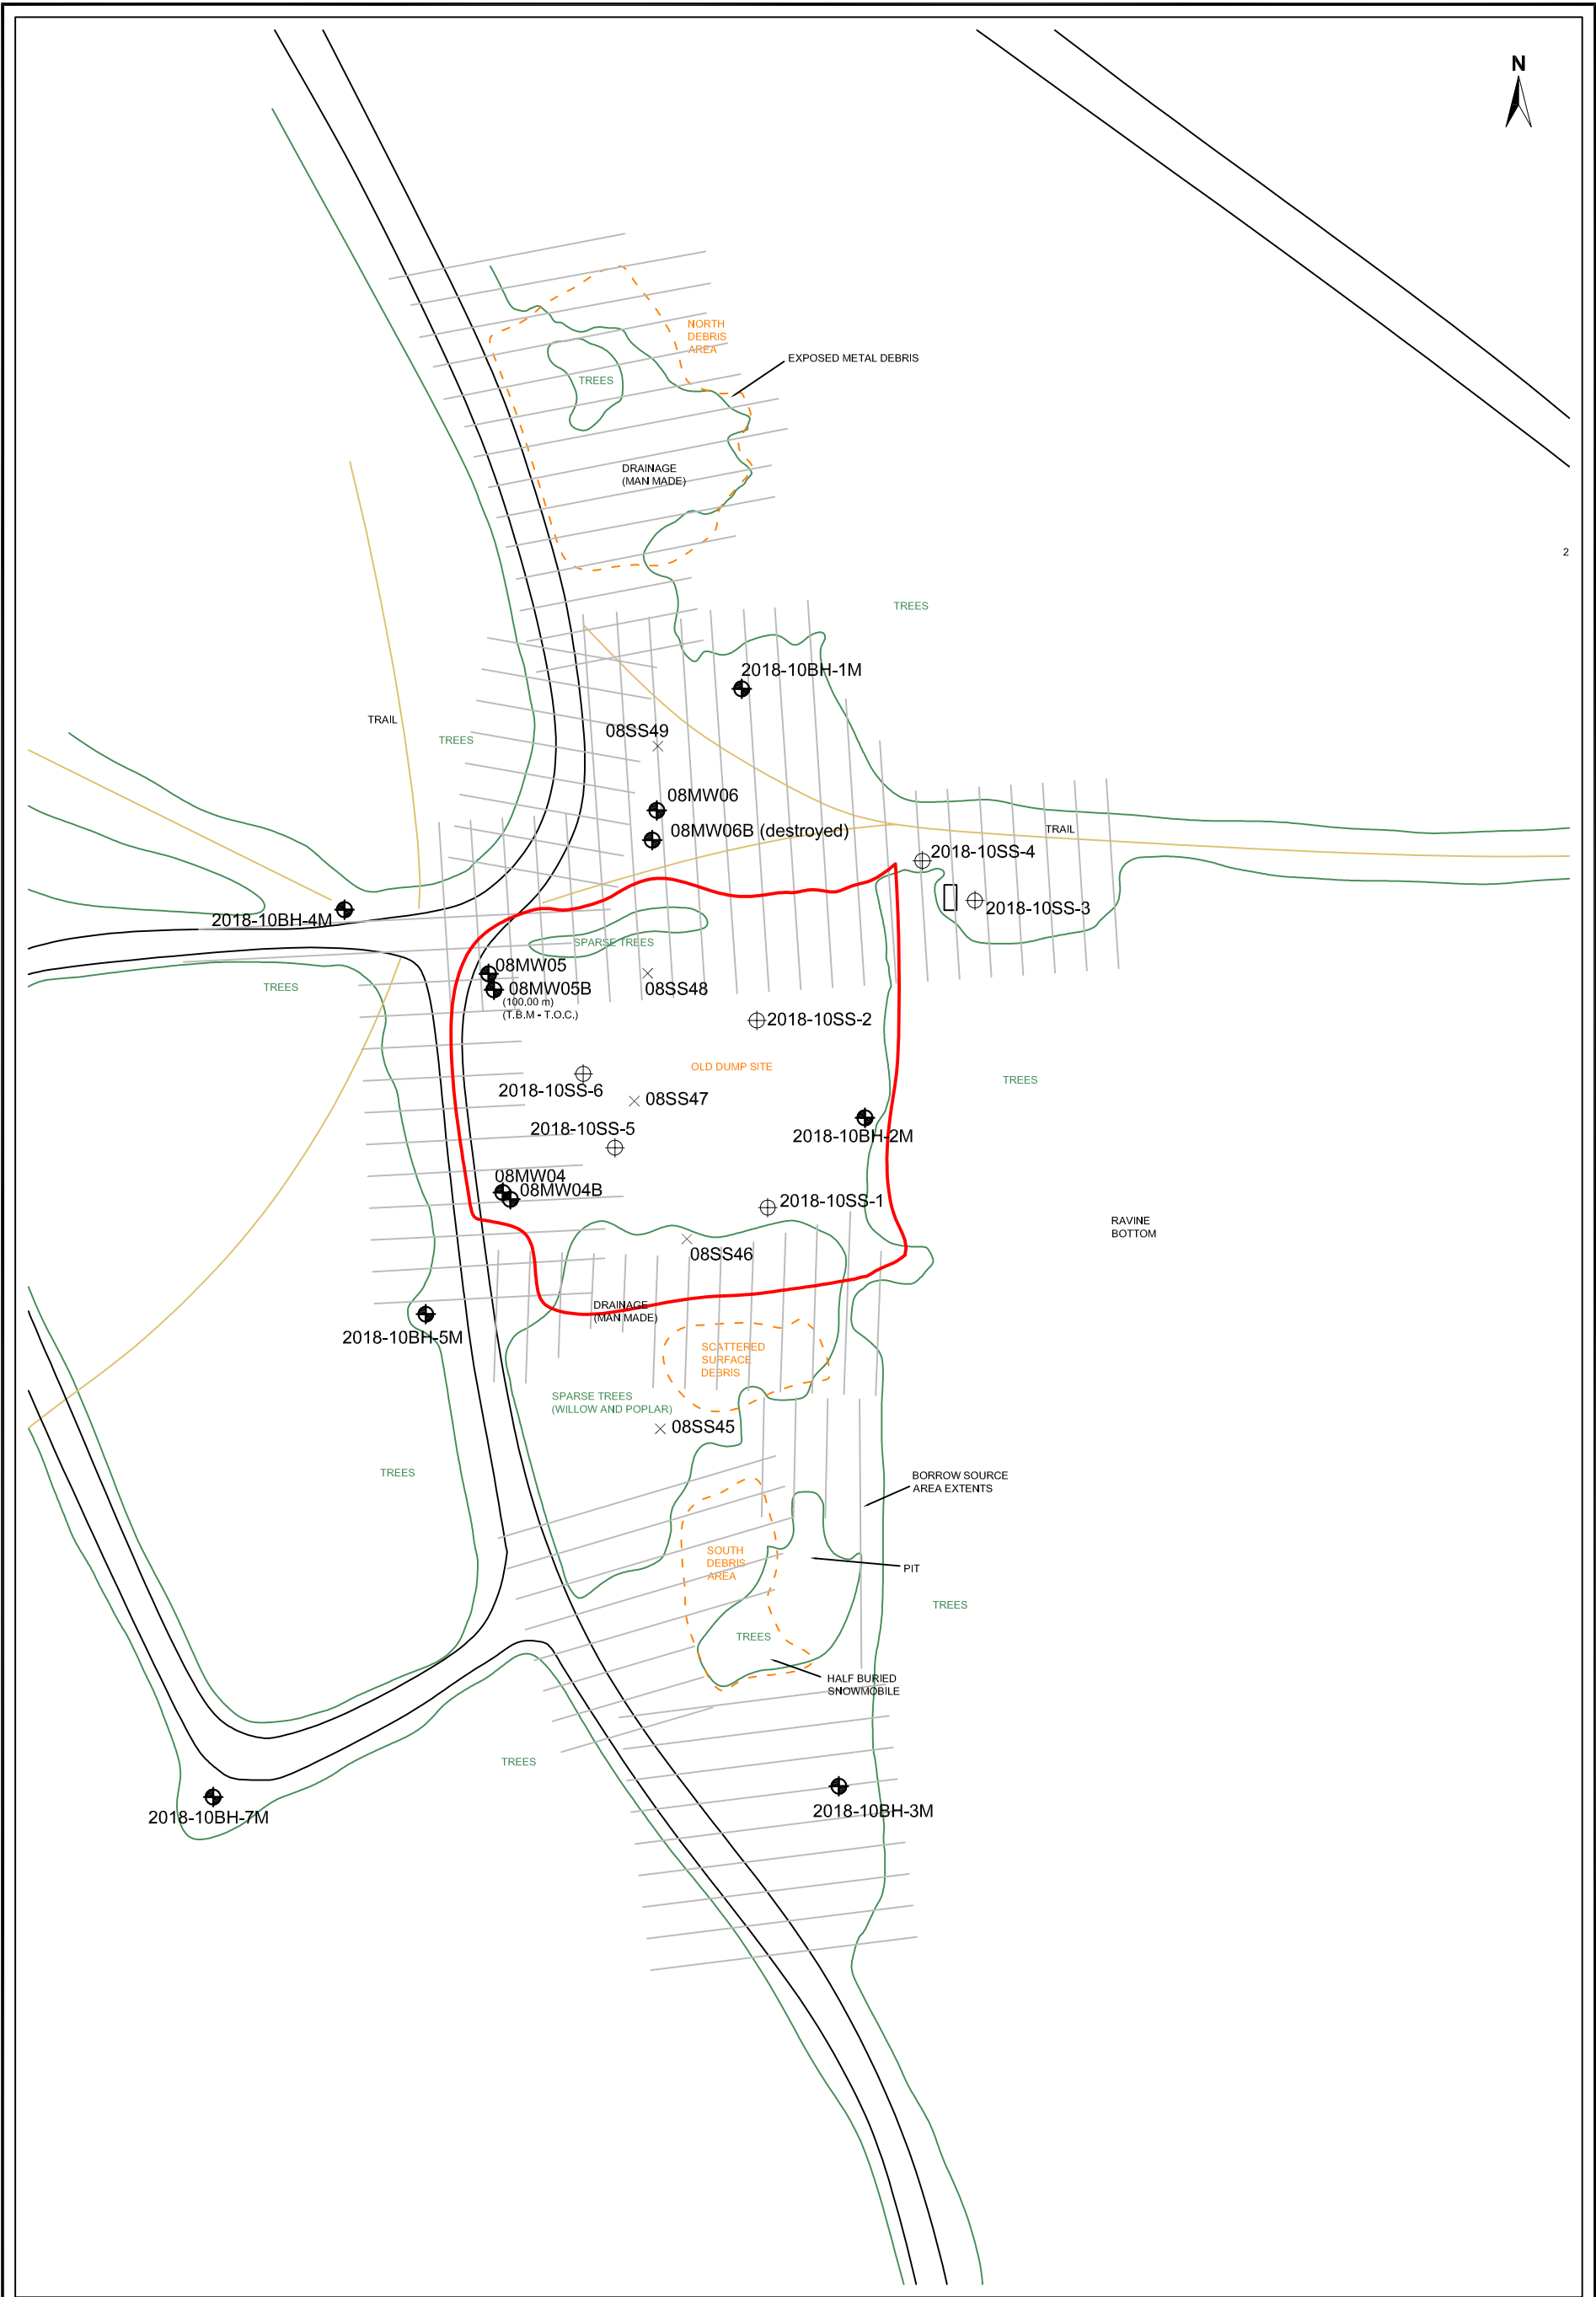 N
NORTH
DEBRIS
AREA
EXPOSED METAL DEBRIS
TREES
DRAINAGE
(MAN MADE)
2
TREES
2018-10BH-1M
TRAIL
TREES
08SS49
08MW06
08MW06B (destroyed)
TRAIL
2018-10SS-4
2018-10SS-3
2018-10BH-4M
SPARSE TREES
08MW05
08MW05B
(100.00 m)
(T.B.M - T.O.C.)
08SS48
TREES
2018-10SS-2
OLD DUMP SITE
TREES
2018-10SS-6
08SS47
2018-10SS-5
2018-10BH-2M
08MW04
08MW04B
2018-10SS-1
RAVINE
BOTTOM
08SS46
DRAINAGE
(MAN MADE)
2018-10BH-5M
SCATTERED
SURFACE
DEBRIS
SPARSE TREES
(WILLOW AND POPLAR)
08SS45
TREES
BORROW SOURCE
AREA EXTENTS
SOUTH
DEBRIS
AREA
PIT
TREES
TREES
HALF BURIED
SNOWMOBILE
TREES
2018-10BH-7M
2018-10BH-3M